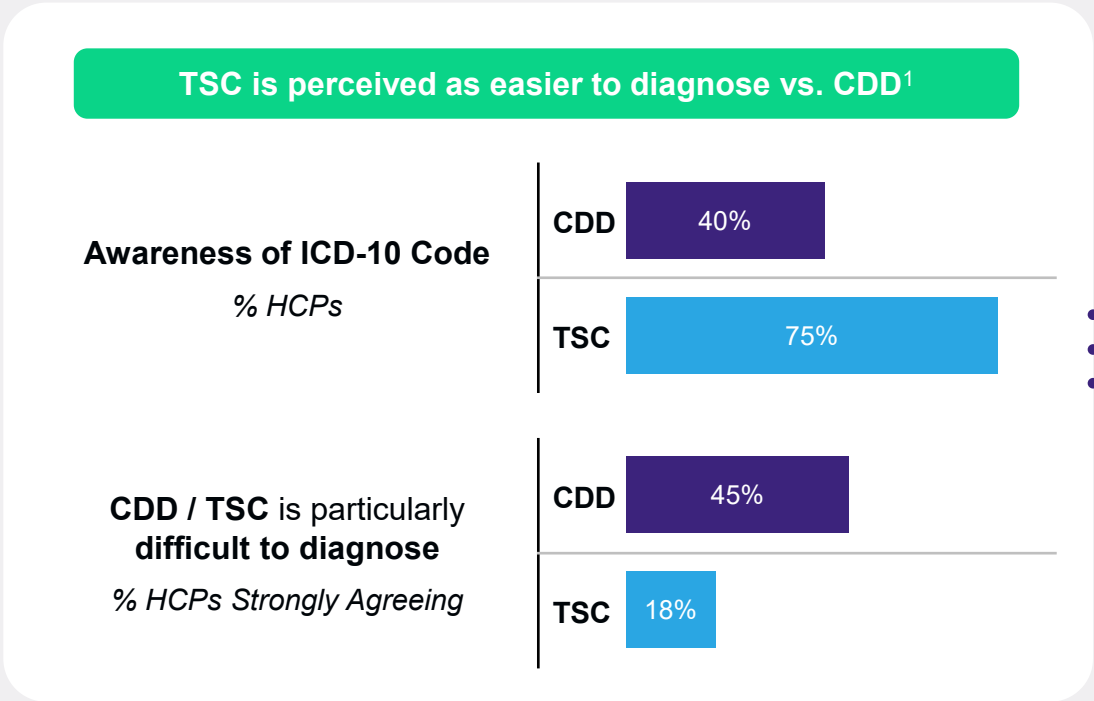 TSC is perceived as easier to diagnose vs. CDD¹
Awareness of ICD-10 Code
% HCPs
CDD
40%
TSC
75%
CDD / TSC is particularly
difficult to diagnose
% HCPs Strongly Agreeing
CDD
45%
TSC
18%